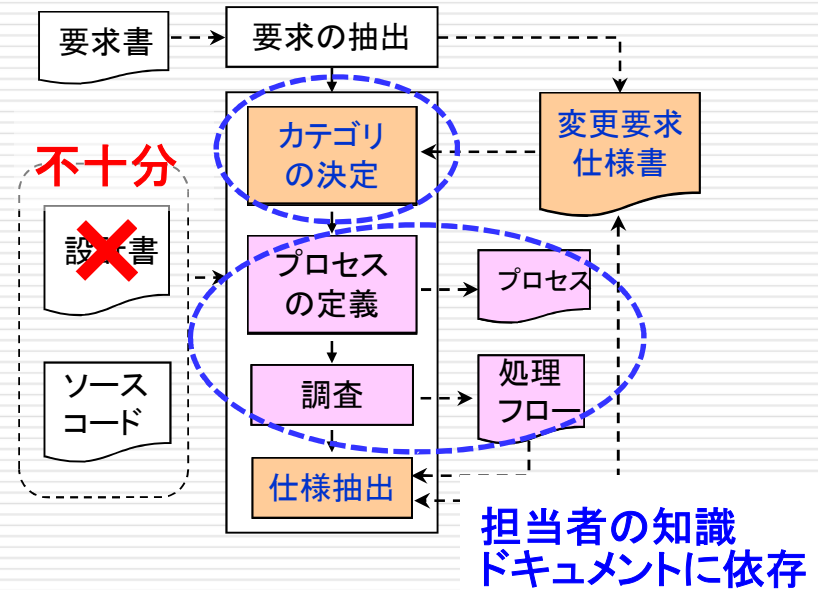 要求書
要求の抽出
カテゴリ
の決定
変更要求
仕様書
不十分
設計書
プロセス
の定義
プロセス
ソース
コード
調査
処理
フロー
仕様抽出
担当者の知識
ドキュメントに依存